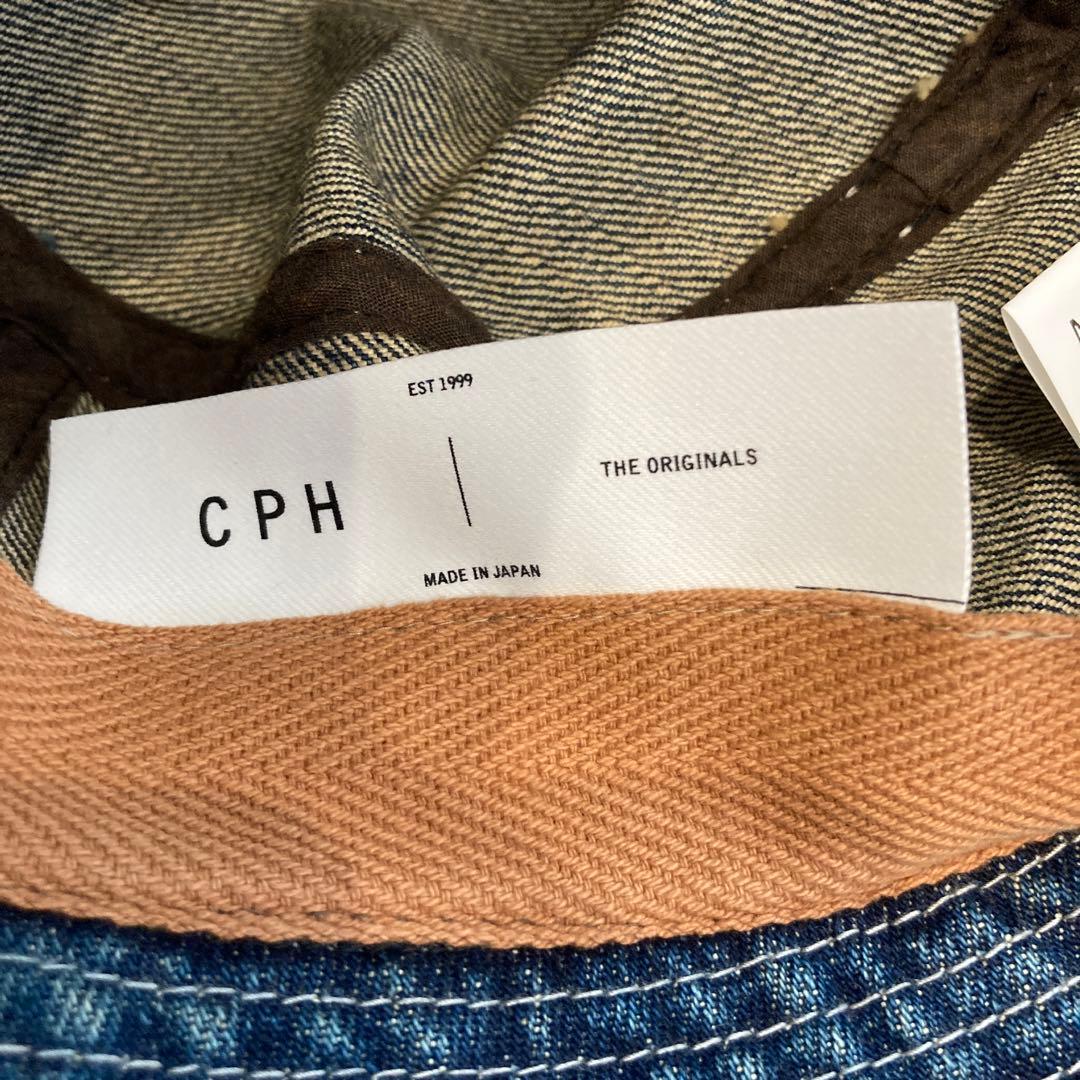 EST 1999
CPH
THE ORIGINALS
MADE IN JAPAN